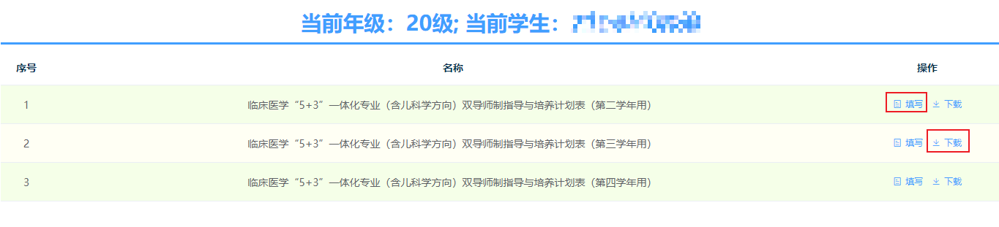 当前年级：20级; 当前学生：
序号 名称 操作
1 临床医学“5+3”一体化专业（含儿科学方向）双导师制指导与培养计划表（第二学年用） 填写 下载
2 临床医学“5+3”一体化专业（含儿科学方向）双导师制指导与培养计划表（第三学年用） 填写 下载
3 临床医学“5+3”一体化专业（含儿科学方向）双导师制指导与培养计划表（第四学年用） 填写 下载